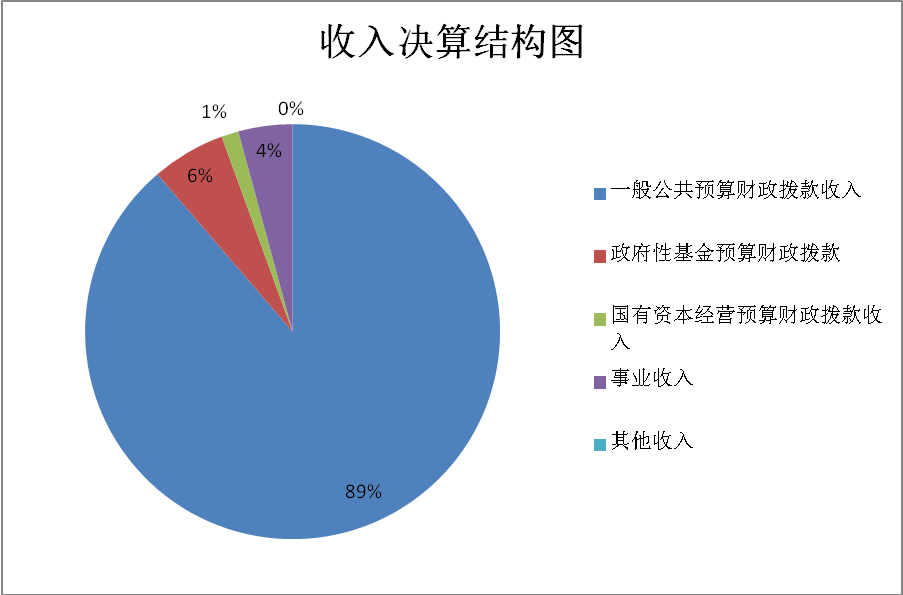 收入决算结构图
1%
0%
4%
6%
89%
一般公共预算财政拨款收入
政府性基金预算财政拨款
国有资本经营预算财政拨款收
入
事业收入
其他收入